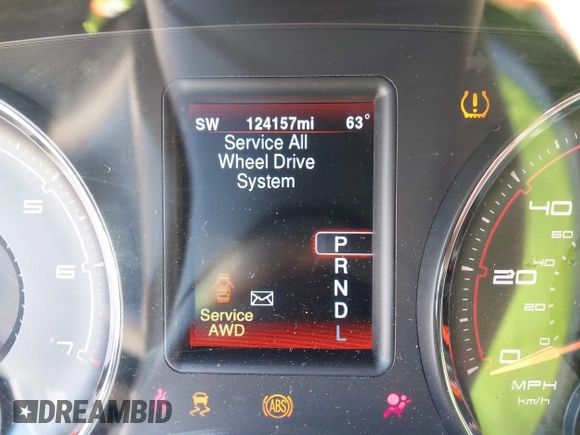 SW 124157mi 63°
Service All
Wheel Drive
System
P
R
N
D
L
Service
AWD
5
6
7
40
60
20
40
20
0
0
MPH
km/h
ABS
DREAMBID